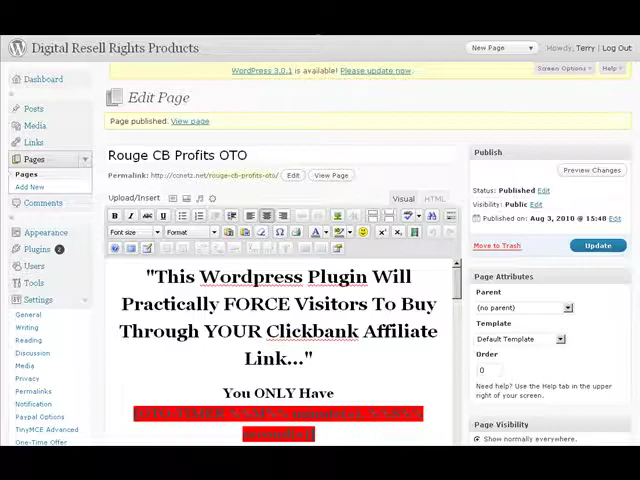 Digital Resell Rights Products
New Page
Howdy, Terry | Log Out
WordPress 3.0.1 is available! Please update now.
Screen Options
Help
Dashboard
Posts
Media
Links
Pages
Pages
Add New
Comments
Appearance
Plugins 2
Users
Tools
Settings
General
Writing
Reading
Discussion
Media
Privacy
Permalinks
Notification
Paypal Options
TinyMCE Advanced
One-Time Offer
Edit Page
Page published. View page
Rouge CB Profits OTO
Permalink: http://ccnetz.net/rouge-cb-profits-oto/ Edit View Page
Upload/Insert
Visual HTML
Font size Format
"This Wordpress Plugin Will
Practically FORCE Visitors To Buy
Through YOUR Clickbank Affiliate
Link..."
You ONLY Have
Publish
Preview Changes
Status: Published Edit
Visibility: Public Edit
Published on: Aug 3, 2010 @ 15:48 Edit
Move to Trash
Update
Page Attributes
Parent
(no parent)
Template
Default Template
Order
0
Need help? Use the Help tab in the upper
right of your screen.
Page Visibility
Show normally everywhere.